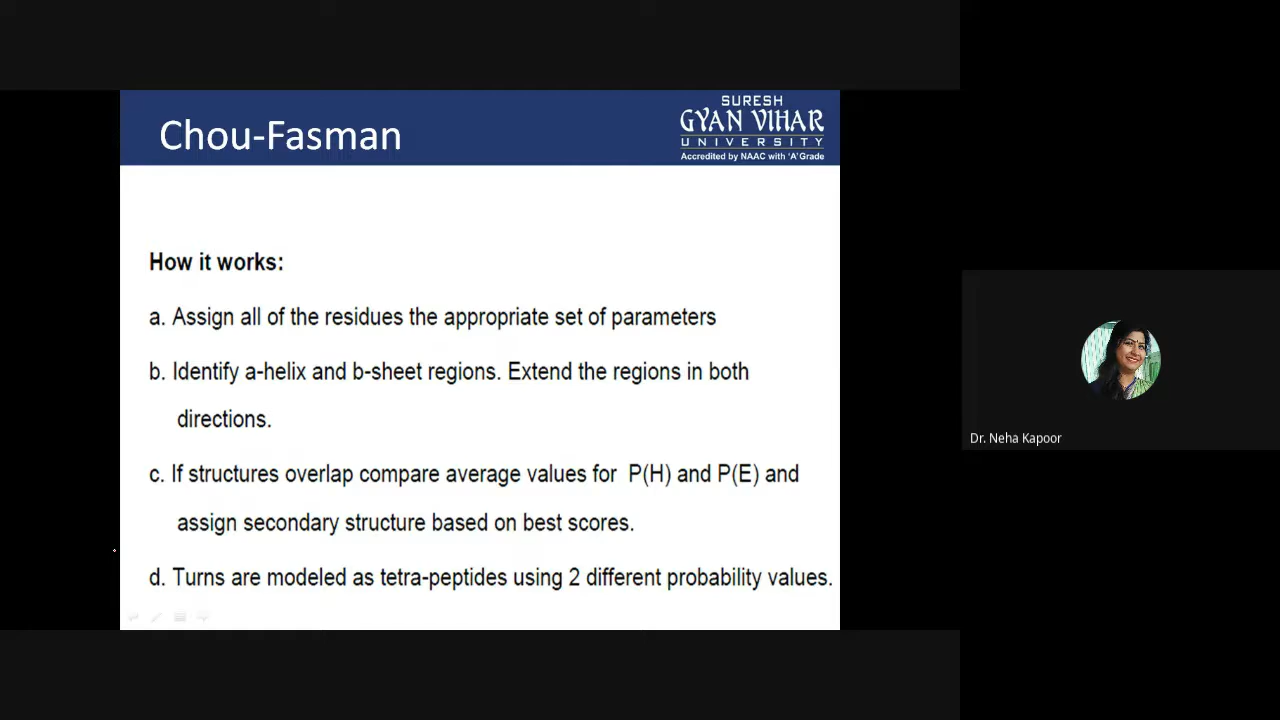 Chou-Fasman
SURESH
GYAN VIHAR
UNIVERSITY
Accredited by NAAC with 'A' Grade
How it works:
a. Assign all of the residues the appropriate set of parameters
b. Identify a-helix and b-sheet regions. Extend the regions in both
directions.
c. If structures overlap compare average values for P(H) and P(E) and
assign secondary structure based on best scores.
d. Turns are modeled as tetra-peptides using 2 different probability values.
Dr. Neha Kapoor